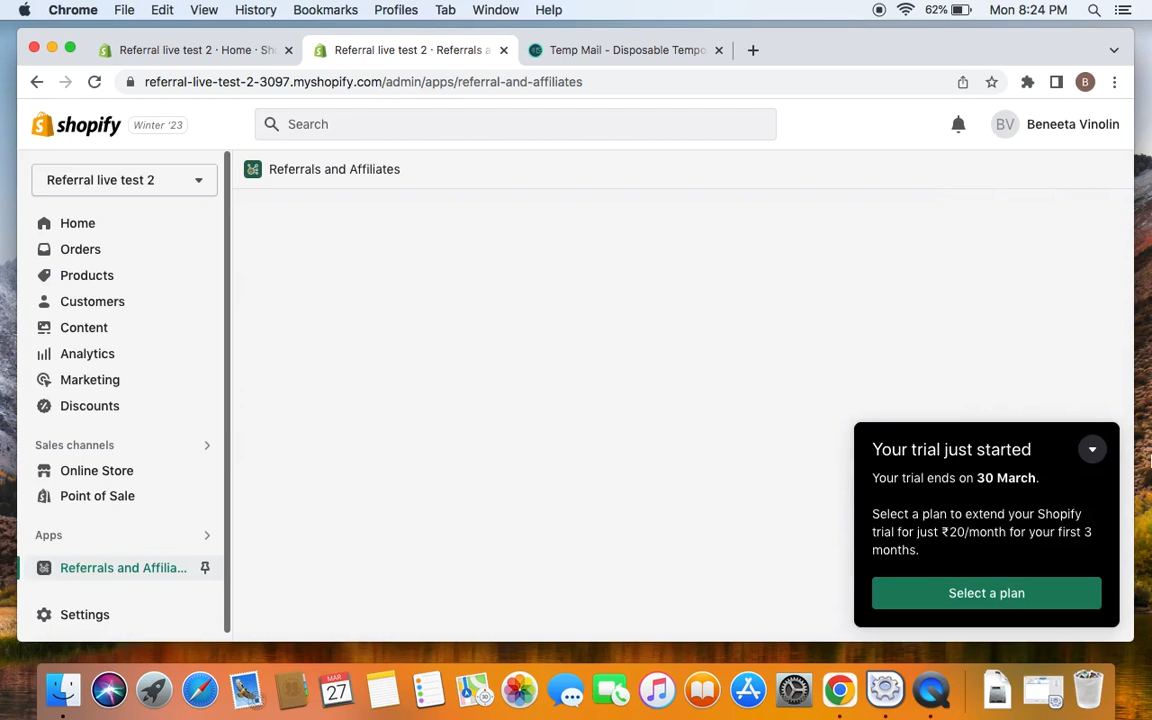 Chrome File Edit View History Bookmarks Profiles Tab Window Help 62% Mon 8:24 PM
Referral live test 2 · Home · Sh Referral live test 2 · Referrals a Temp Mail - Disposable Tempo
referral-live-test-2-3097.myshopify.com/admin/apps/referral-and-affiliates B
shopify Winter '23 Search BV Beneeta Vinolin
Referral live test 2
Referrals and Affiliates
Home
Orders
Products
Customers
Content
Analytics
Marketing
Discounts
Sales channels
Online Store
Point of Sale
Apps
Referrals and Affilia...
Settings
Your trial just started
Your trial ends on 30 March.
Select a plan to extend your Shopify
trial for just ₹20/month for your first 3
months.
Select a plan
MAR
27